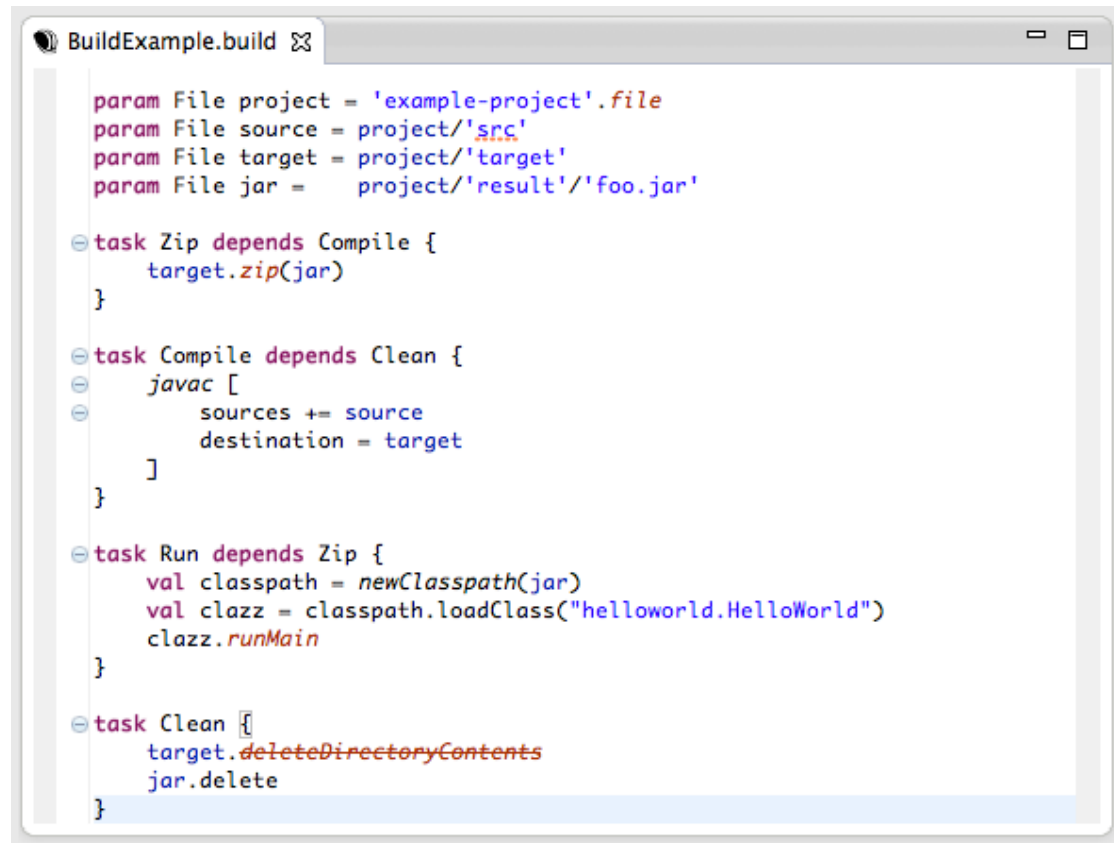 BuildExample.build
param File project = 'example-project'.file
param File source = project/'src'
param File target = project/'target'
param File jar =    project/'result'/'foo.jar'
task Zip depends Compile {
    target.zip(jar)
}
task Compile depends Clean {
    javac [
        sources += source
        destination = target
    ]
}
task Run depends Zip {
    val classpath = newClasspath(jar)
    val clazz = classpath.loadClass("helloworld.HelloWorld")
    clazz.runMain
}
task Clean {
    target.deleteDirectoryContents
    jar.delete
}